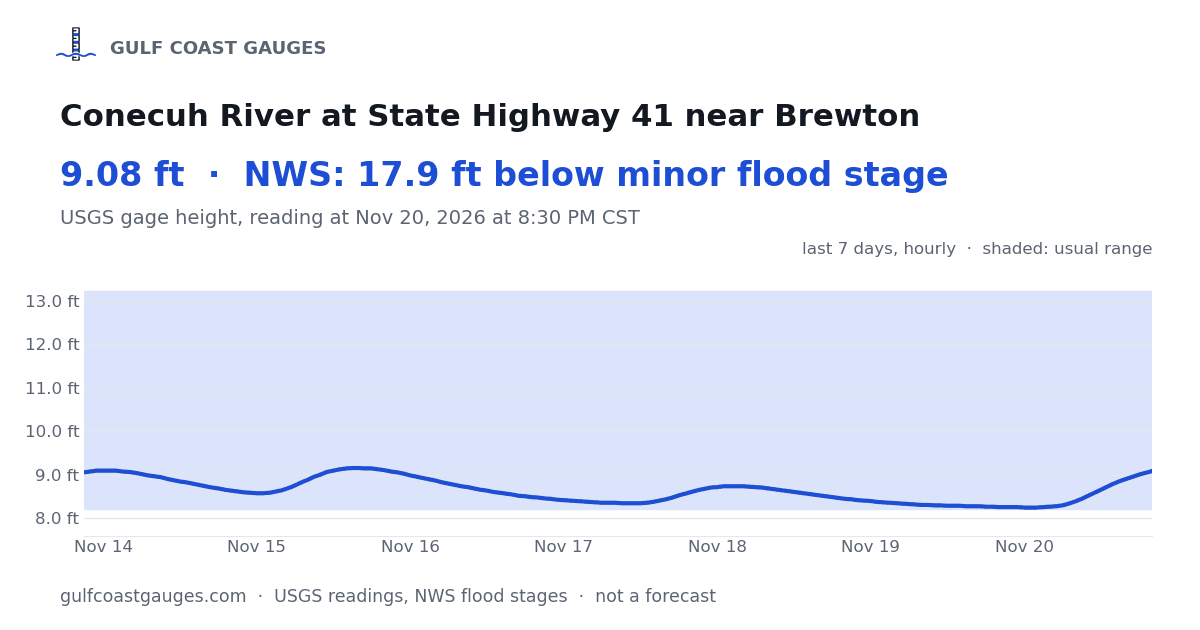 GULF COAST GAUGES
Conecuh River at State Highway 41 near Brewton
9.08 ft · NWS: 17.9 ft below minor flood stage
USGS gage height, reading at Nov 20, 2026 at 8:30 PM CST
last 7 days, hourly · shaded: usual range
13.0 ft
12.0 ft
11.0 ft
10.0 ft
9.0 ft
8.0 ft
Nov 14 Nov 15 Nov 16 Nov 17 Nov 18 Nov 19 Nov 20
gulfcoastgauges.com · USGS readings, NWS flood stages · not a forecast